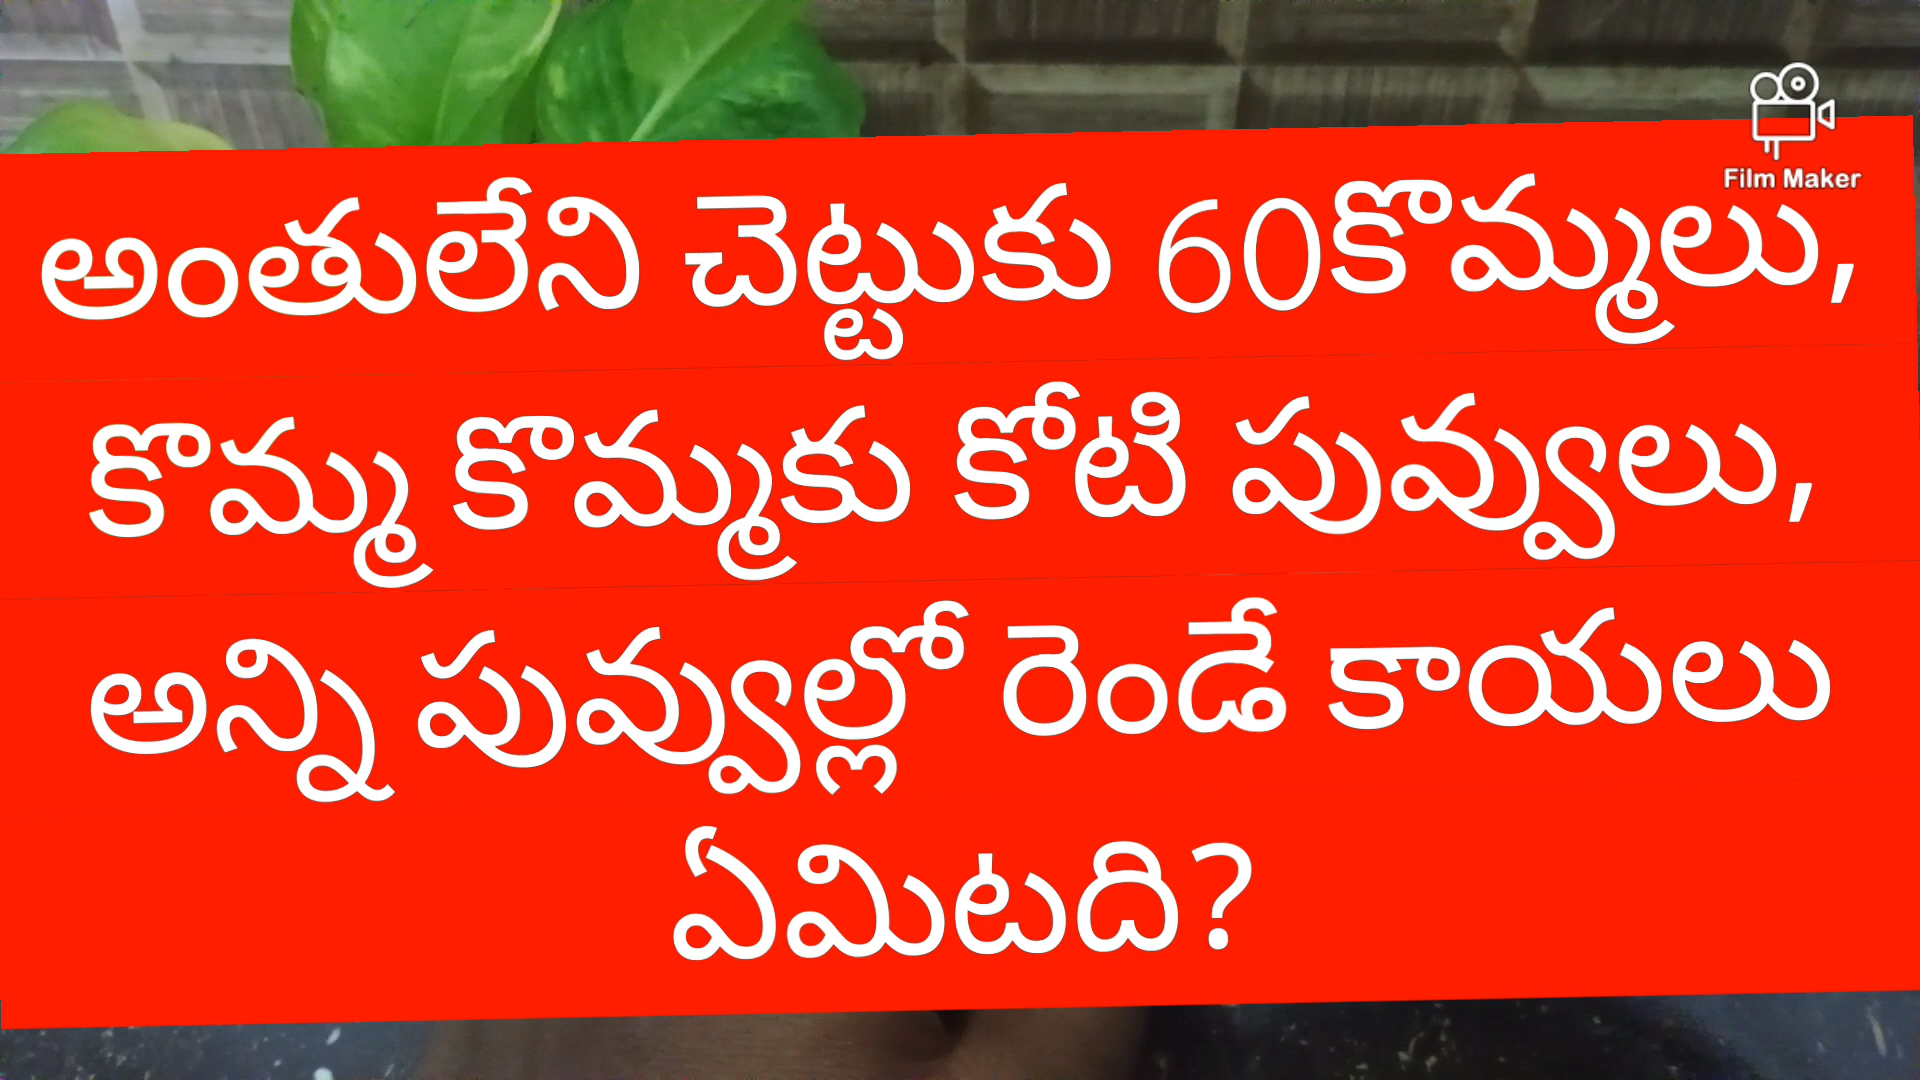 Film Maker
అంతులేని చెట్టుకు 60కొమ్మలు,
కొమ్మ కొమ్మకు కోటి పువ్వులు,
అన్ని పువ్వుల్లో రెండే కాయలు
ఏమిటది?